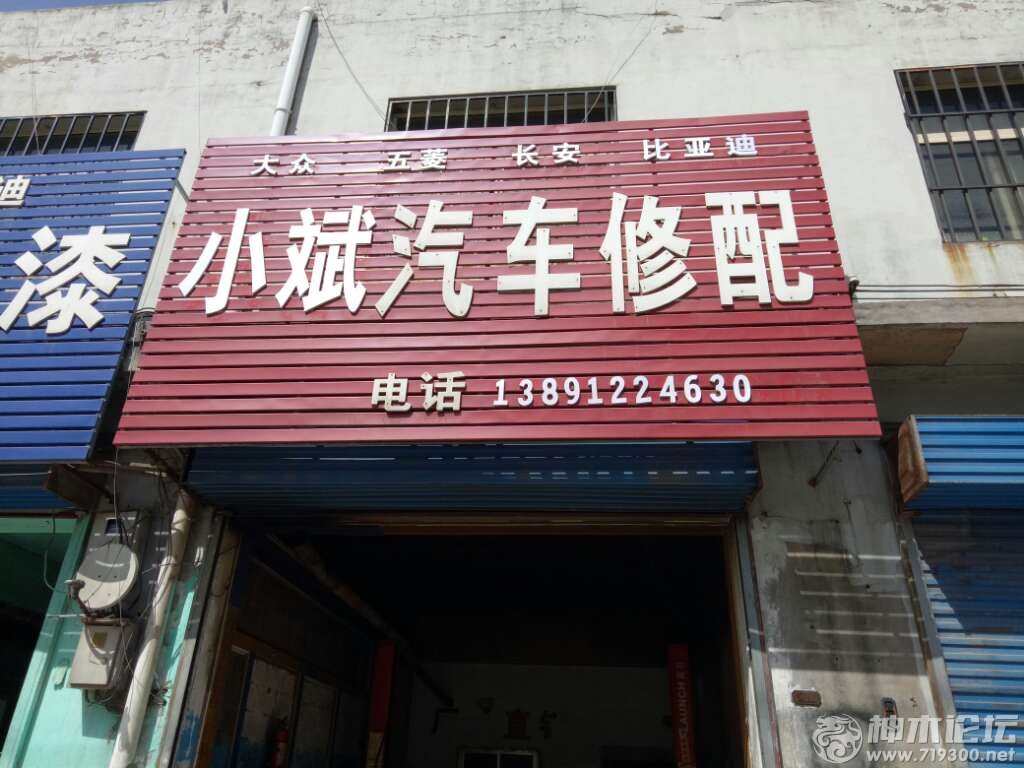 大众 五菱 长安 比亚迪
小斌汽车修配
电话 13891224630
迪
漆
LAUNCH
神木论坛
www.719300.net